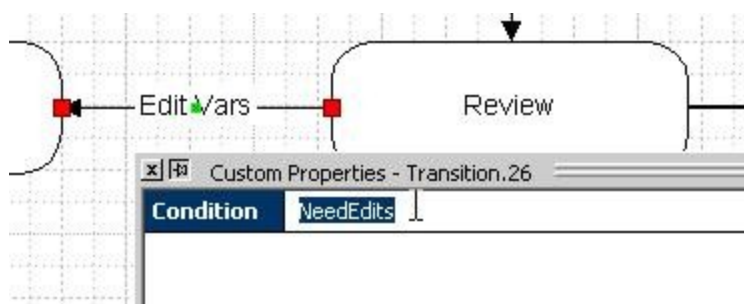 Edit Vars
Review
Custom Properties - Transition.26
Condition NeedEdits